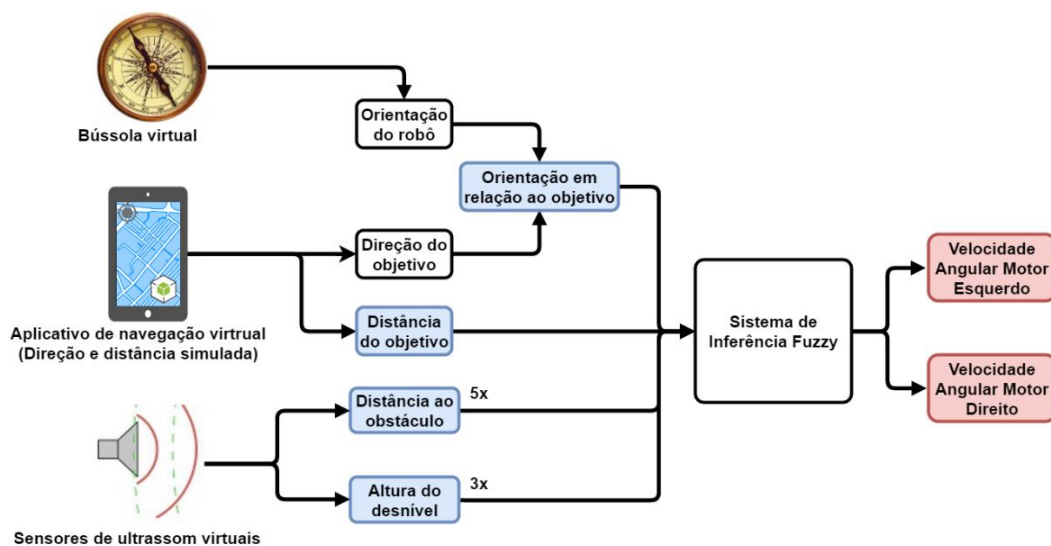 Bússola virtual
Orientação
do robô
Orientação em
relação ao objetivo
Aplicativo de navegação virtrual
(Direção e distância simulada)
Direção do
objetivo
Distância
do objetivo
Sensores de ultrassom virtuais
Distância ao
obstáculo
5x
Altura do
desnível
3x
Sistema de
Inferência Fuzzy
Velocidade
Angular Motor
Esquerdo
Velocidade
Angular Motor
Direito